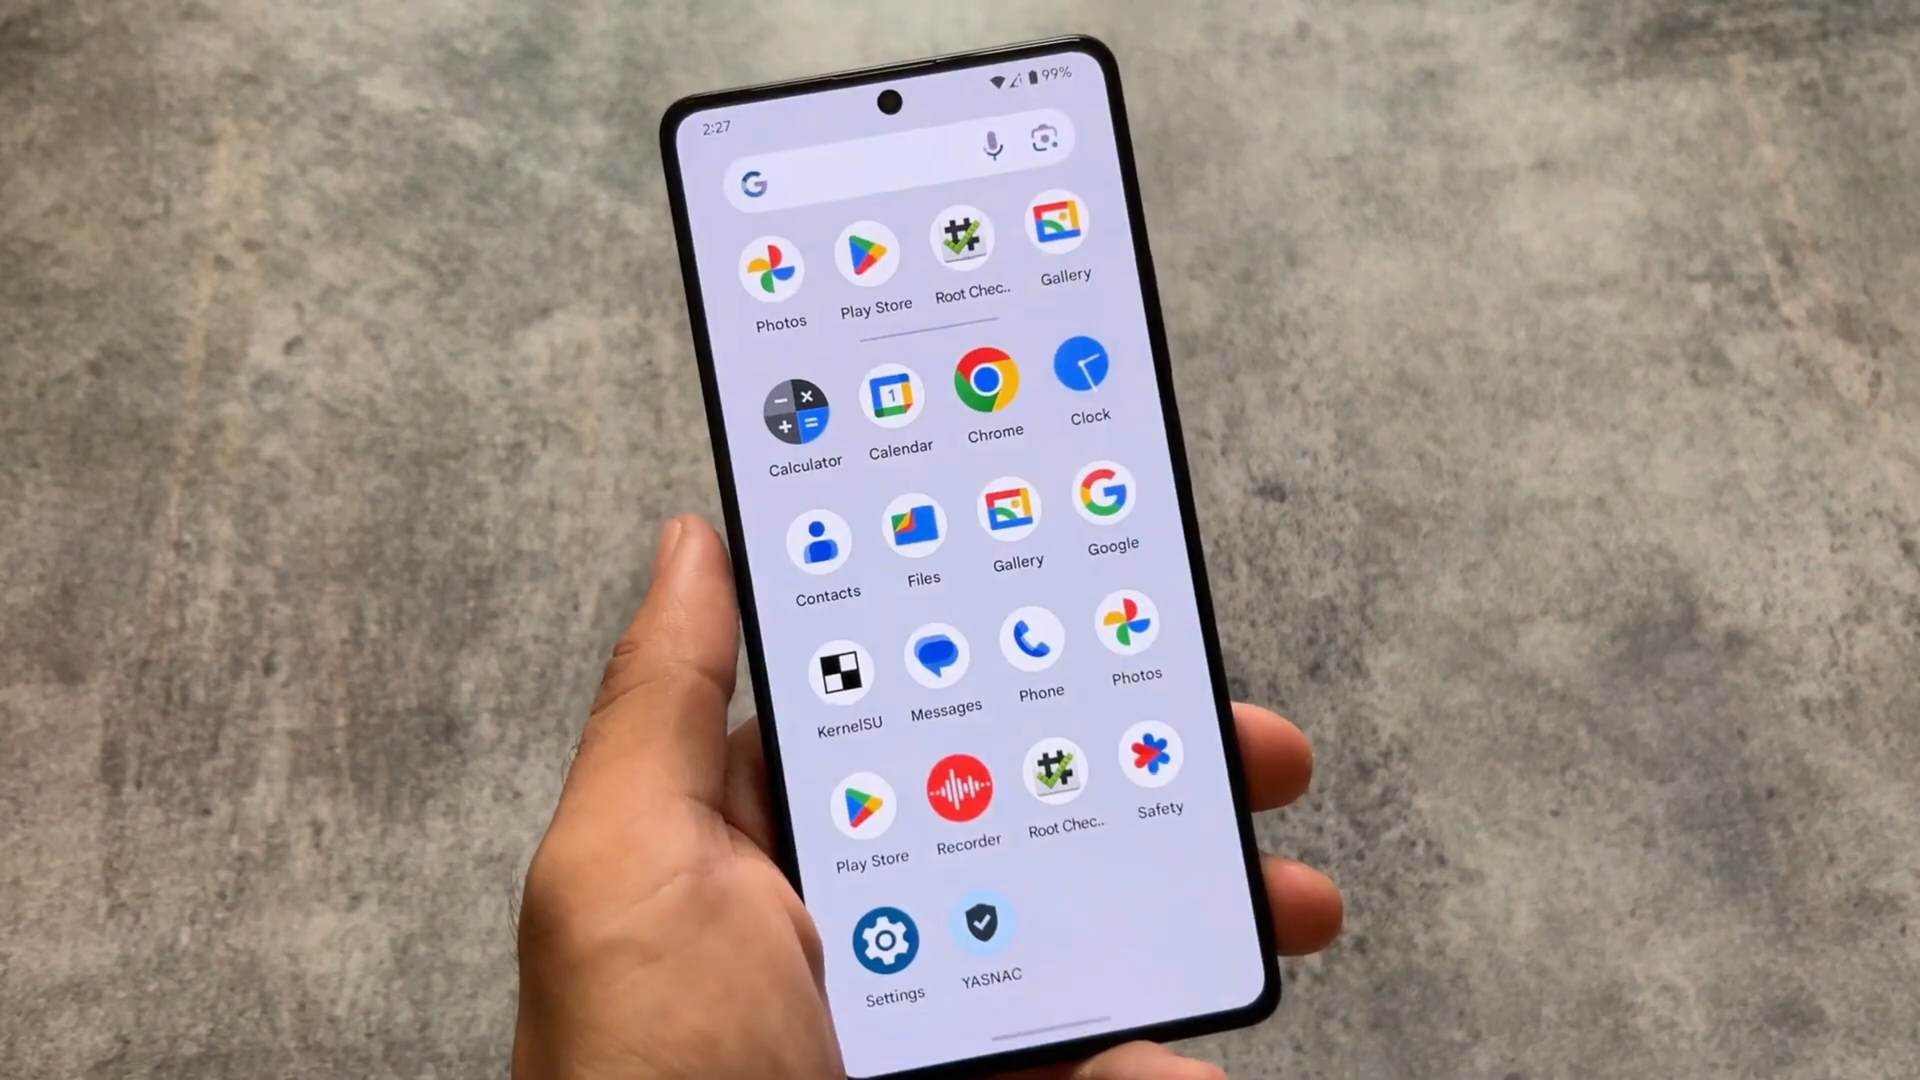 2:27 99%
Photos Play Store Root Chec.. Gallery
Calculator Calendar Chrome Clock
Contacts Files Gallery Google
KernelSU Messages Phone Photos
Play Store Recorder Root Chec.. Safety
Settings YASNAC